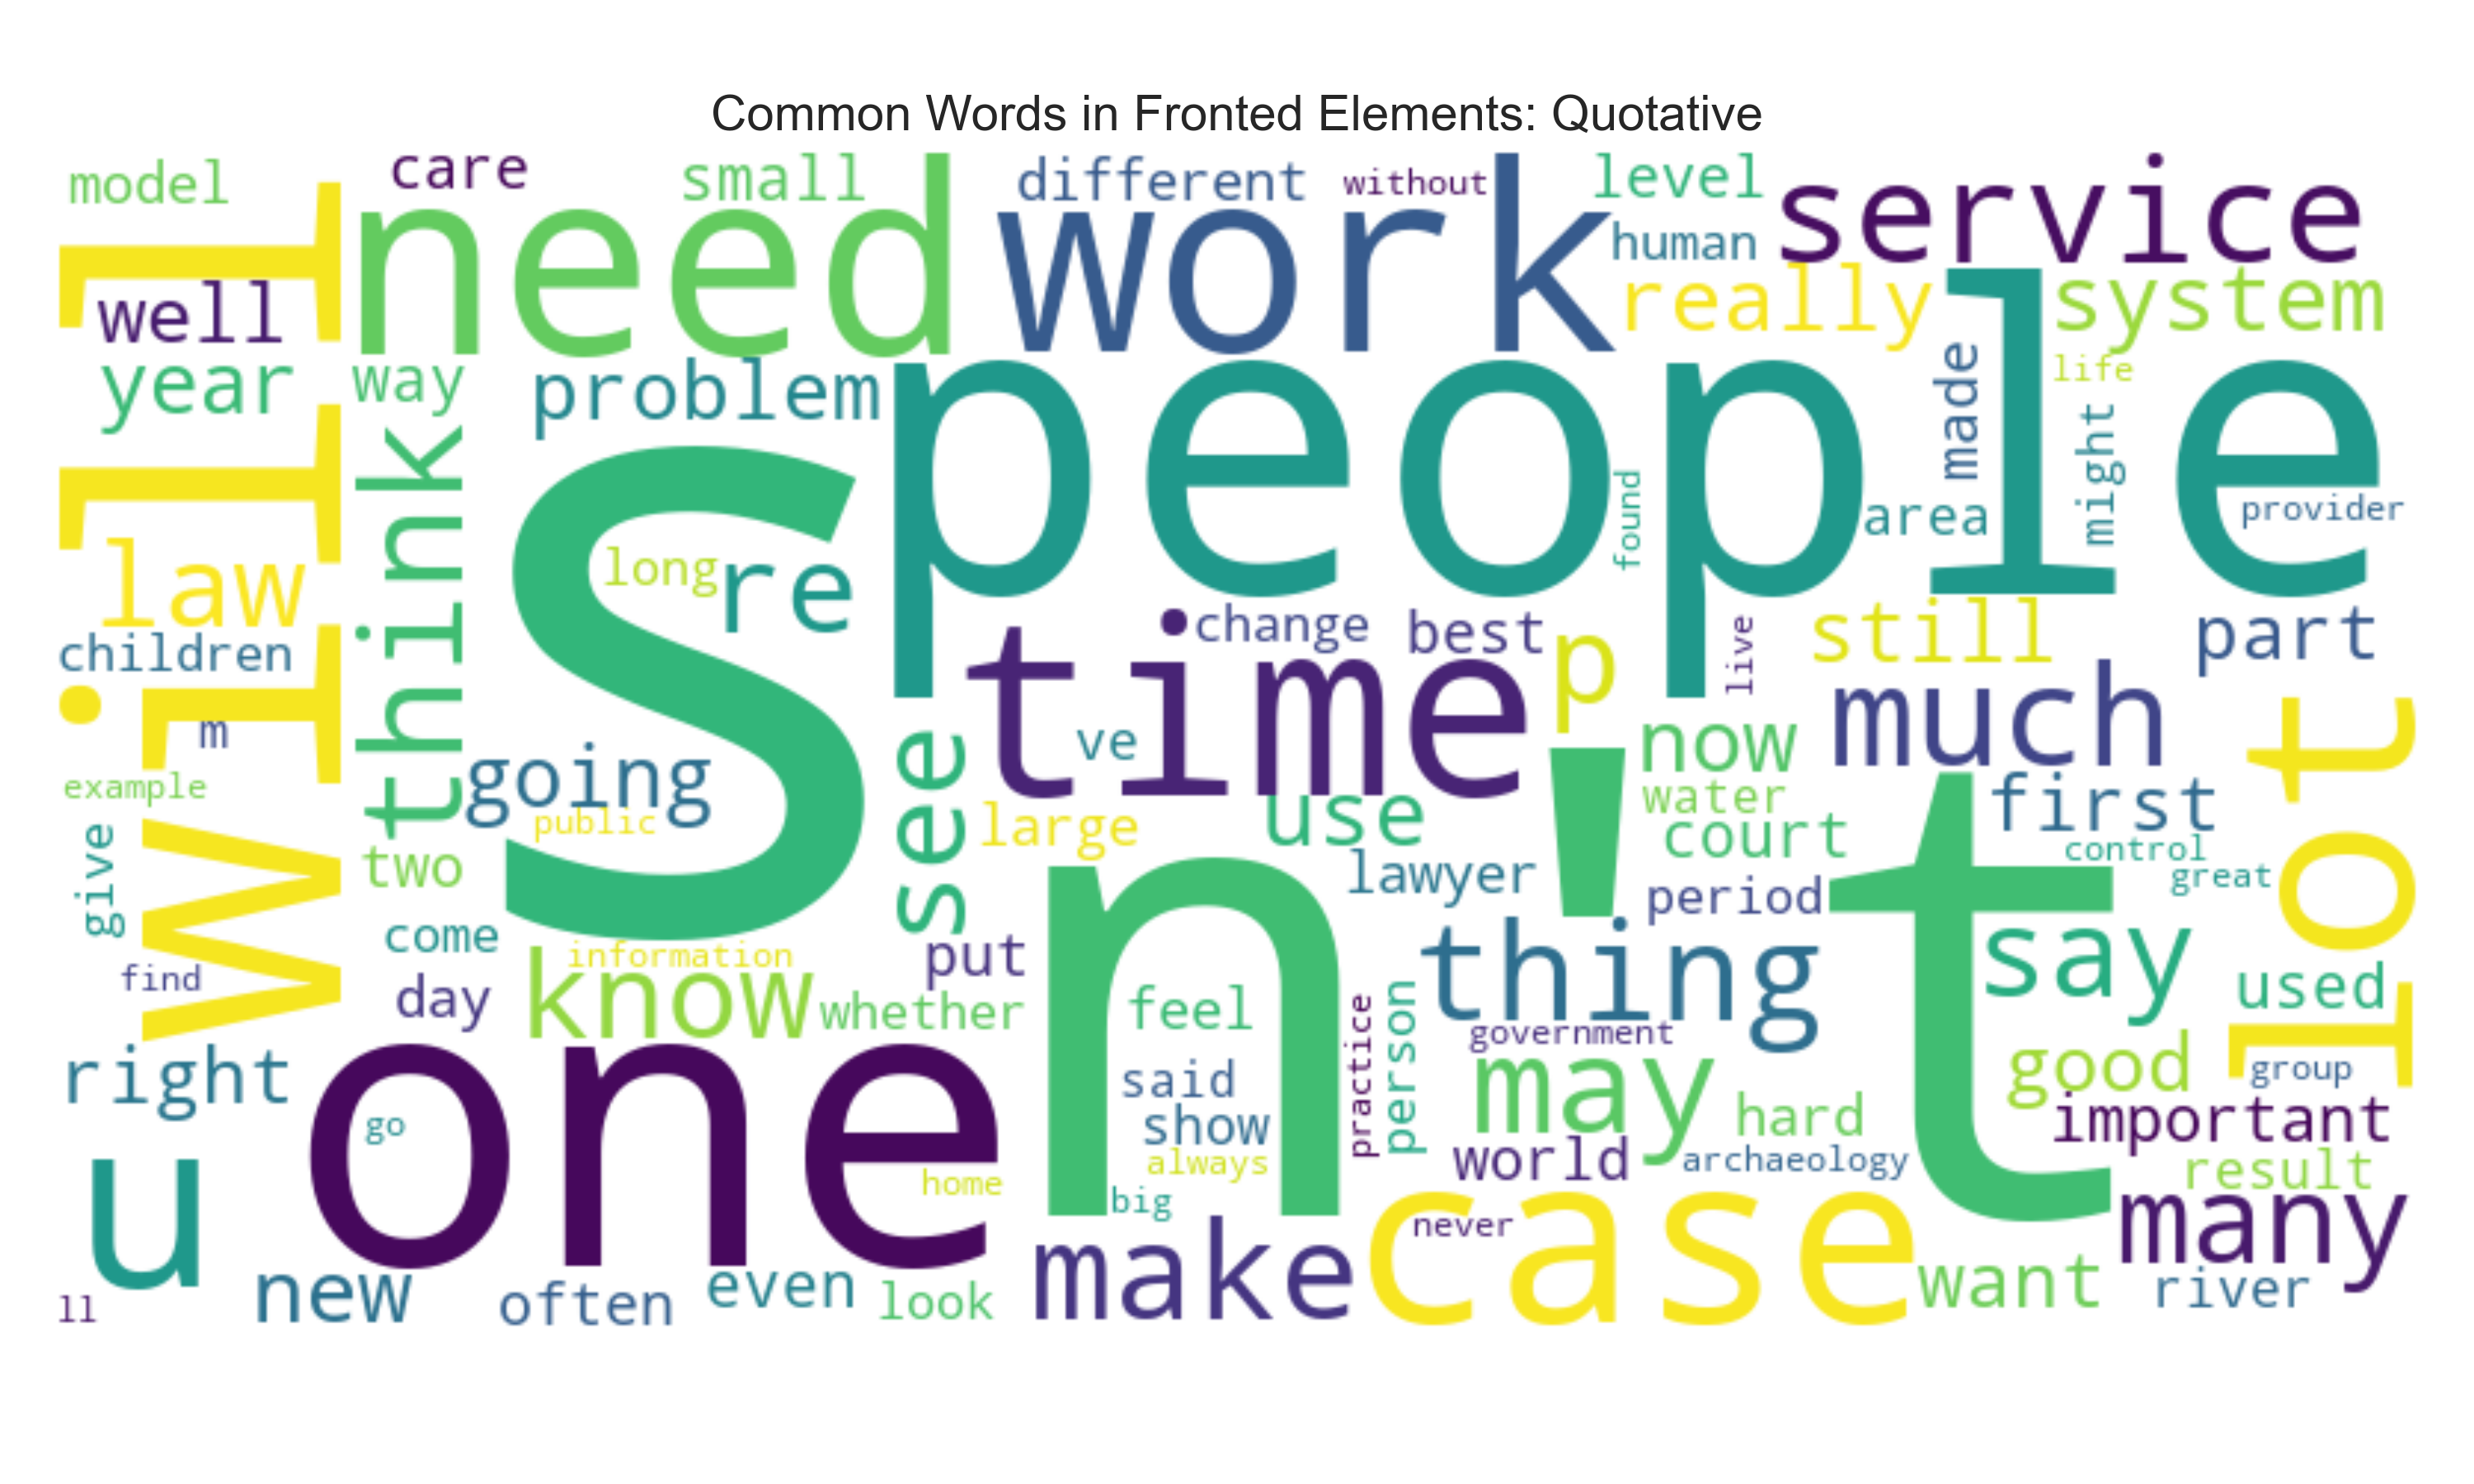 Common Words in Fronted Elements: Quotative
model
care
small
different
without
level
service
need
work
human
will
well
really
system
people
year
way
problem
made
life
might
think
s
found
area
provider
law
long
re
children
change
best
p
live
still
part
time
m
ve
now
much
lot
see
going
example
public
large
use
water
court
first
n't
control
great
give
two
lawyer
period
come
information
put
thing
say
find
day
know
whether
feel
used
practice
person
government
right
one
go
said
may
good
group
show
hard
important
world
archaeology
always
result
u
home
big
case
never
many
make
new
often
even
look
want
river
ll